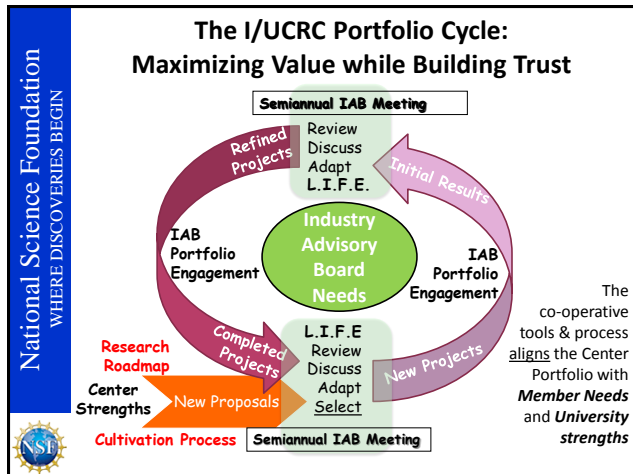 The I/UCRC Portfolio Cycle:
Maximizing Value while Building Trust
National Science Foundation
WHERE DISCOVERIES BEGIN
Semiannual IAB Meeting
Review
Discuss
Adapt
L.I.F.E.
Refined
Projects
Initial Results
Industry
Advisory
Board
Needs
IAB
Portfolio
Engagement
IAB
Portfolio
Engagement
Completed
Projects
New Projects
L.I.F.E
Review
Discuss
Adapt
Select
Research
Roadmap
Center
Strengths
New Proposals
Cultivation Process
Semiannual IAB Meeting
The
co-operative
tools & process
aligns the Center
Portfolio with
Member Needs
and University
strengths
NSF